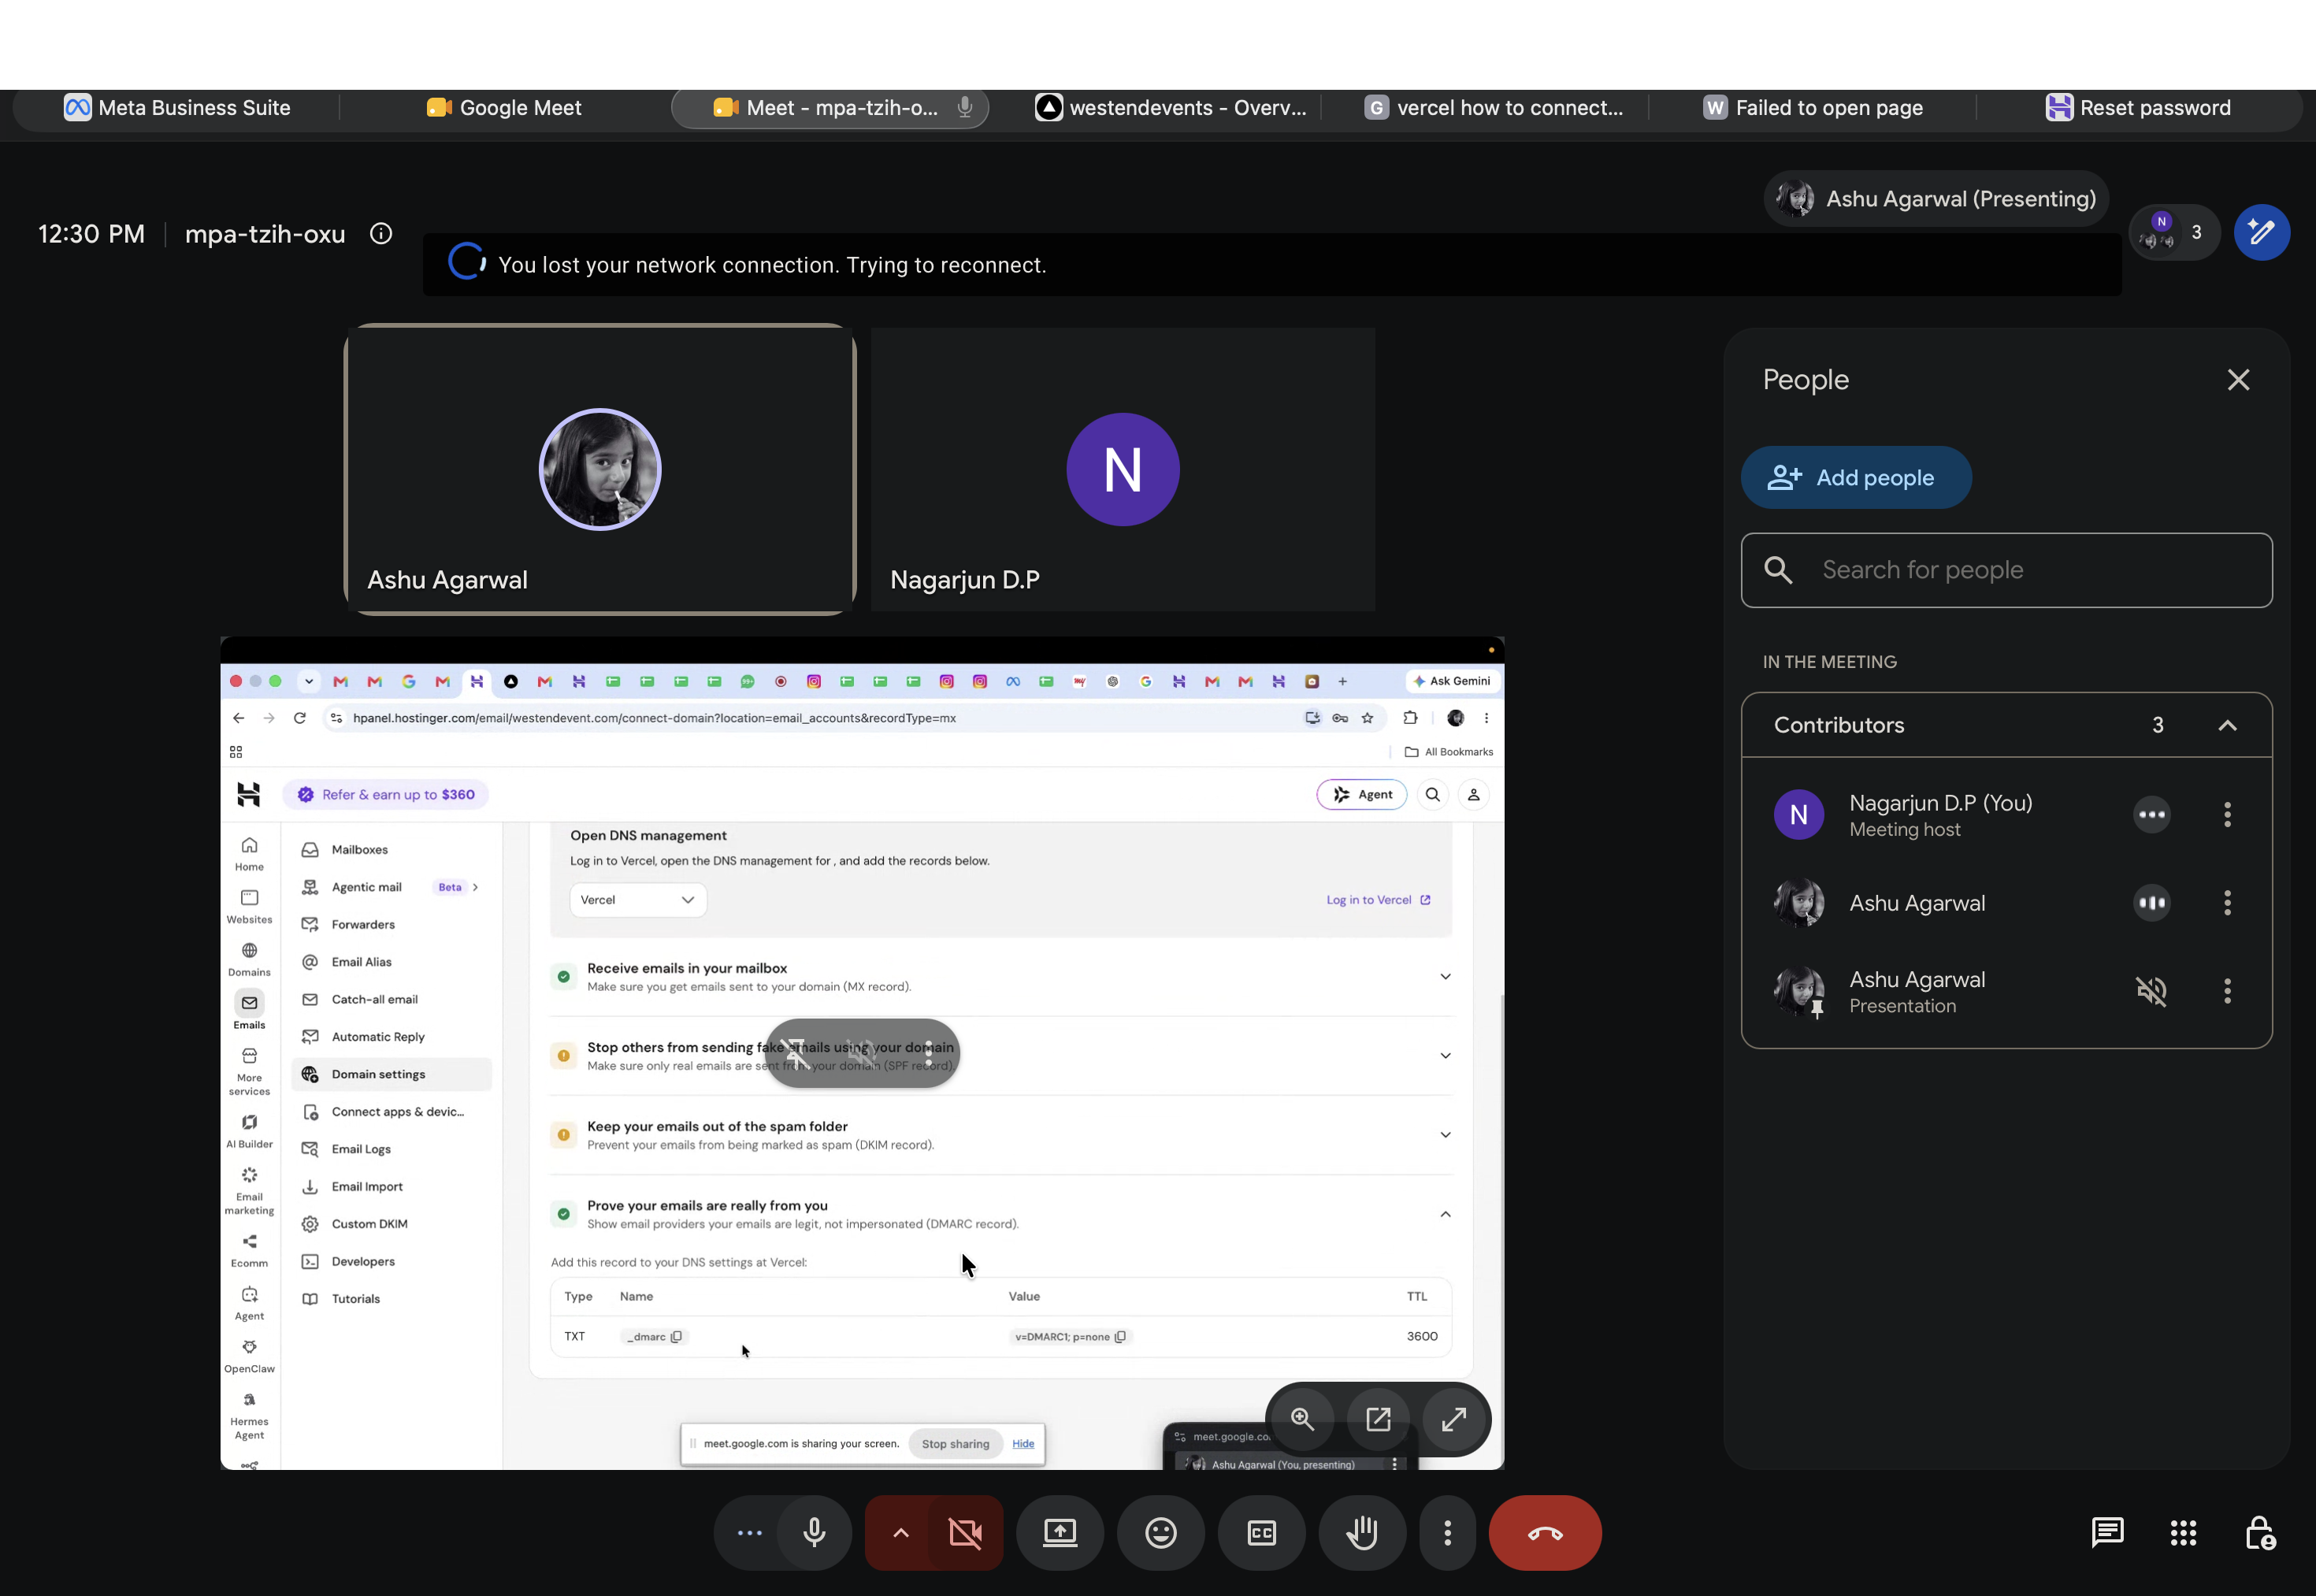 Meta Business Suite
Google Meet
Meet - mpa-tzih-o...
westendevents - Overv...
G
vercel how to connect...
W
Failed to open page
Reset password
12:30 PM
mpa-tzih-oxu
Ashu Agarwal (Presenting)
N
3
You lost your network connection. Trying to reconnect.
Ashu Agarwal
N
Nagarjun D.P
People
Add people
Search for people
IN THE MEETING
Contributors
3
N
Nagarjun D.P (You)
Meeting host
Ashu Agarwal
Ashu Agarwal
Presentation
Ask Gemini
hpanel.hostinger.com/email/westendevent.com/connect-domain?location=email_accounts&recordType=mx
All Bookmarks
Refer & earn up to $360
Agent
Home
Websites
Domains
Emails
More services
AI Builder
Email marketing
Ecomm
Agent
OpenClaw
Hermes Agent
Mailboxes
Agentic mail
Beta
Forwarders
Email Alias
Catch-all email
Automatic Reply
Domain settings
Connect apps & devic...
Email Logs
Email Import
Custom DKIM
Developers
Tutorials
Open DNS management
Log in to Vercel, open the DNS management for , and add the records below.
Vercel
Log in to Vercel
Receive emails in your mailbox
Make sure you get emails sent to your domain (MX record).
Stop others from sending fake emails using your domain
Make sure only real emails are sent from your domain (SPF record).
Keep your emails out of the spam folder
Prevent your emails from being marked as spam (DKIM record).
Prove your emails are really from you
Show email providers your emails are legit, not impersonated (DMARC record).
Add this record to your DNS settings at Vercel:
Type Name Value TTL
TXT _dmarc v=DMARC1; p=none 3600
meet.google.com is sharing your screen.
Stop sharing
Hide
meet.google.co
Ashu Agarwal (You, presenting)
CC